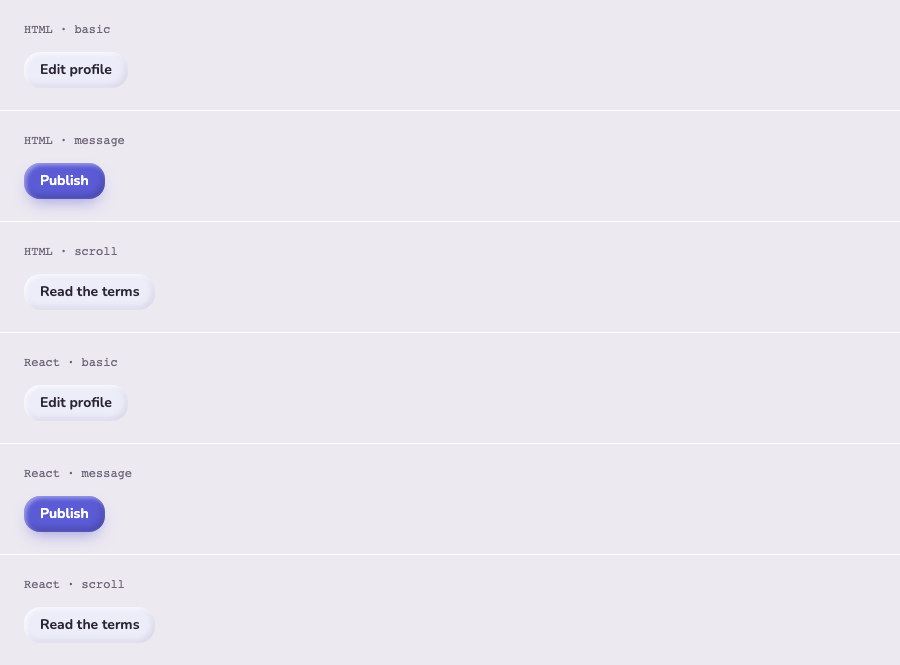 HTML · basic
Edit profile
HTML · message
Publish
HTML · scroll
Read the terms
React · basic
Edit profile
React · message
Publish
React · scroll
Read the terms